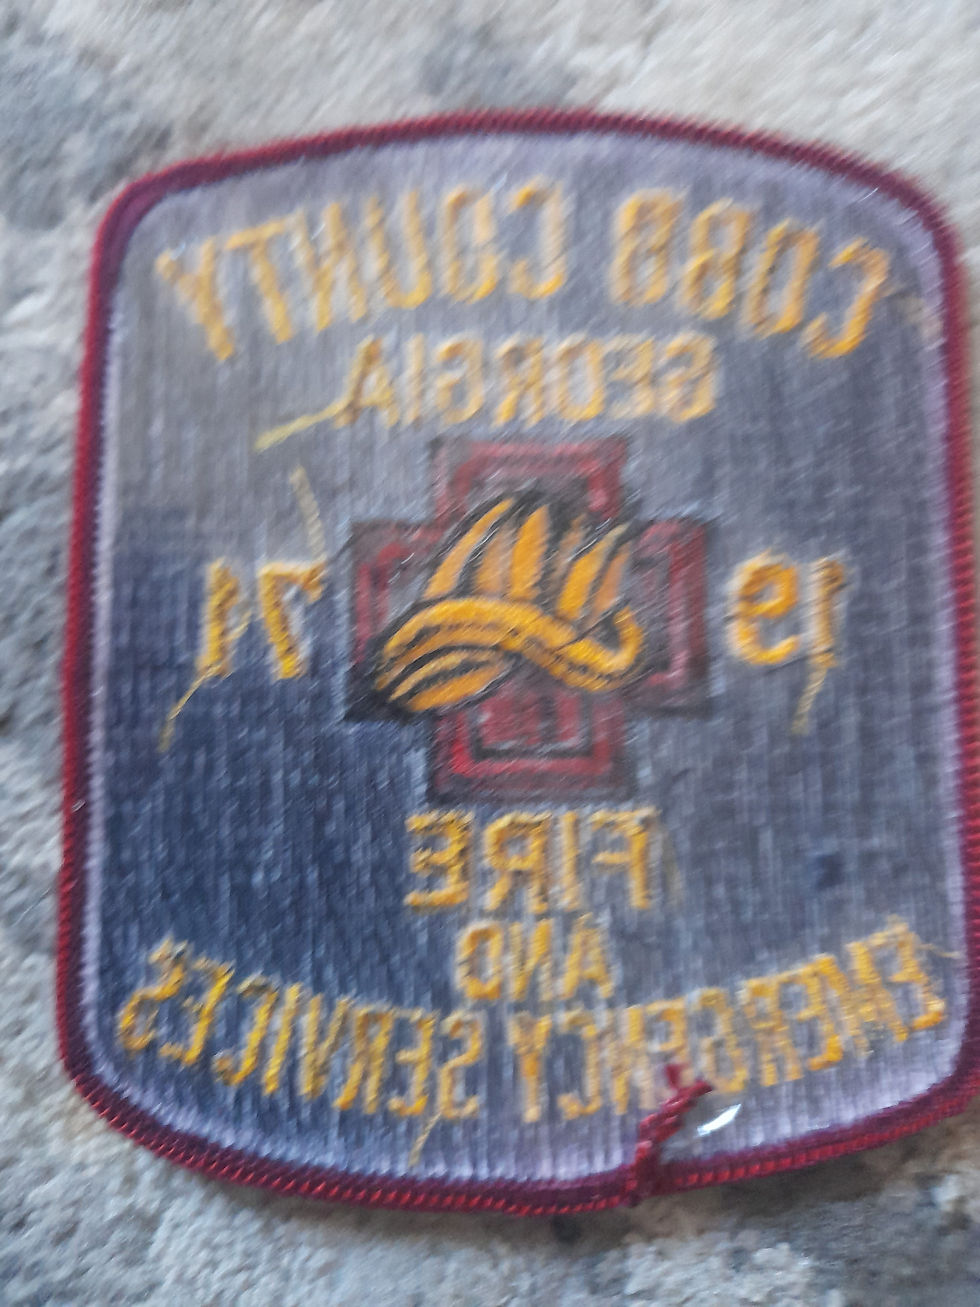 COBB COUNTY
GEORGIA
19 71
FIRE
AND
EMERGENCY SERVICES